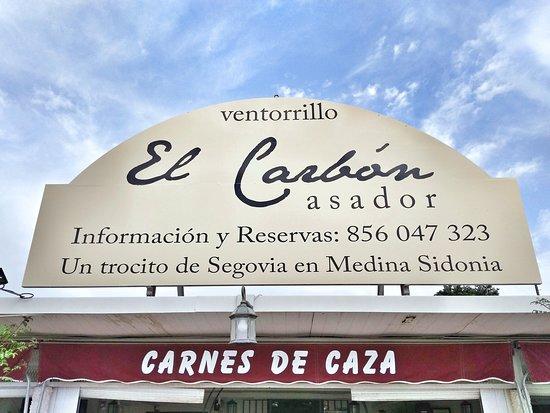 ventorrillo
El Carbón
asador
Información y Reservas: 856 047 323
Un trocito de Segovia en Medina Sidonia
CARNES DE CAZA